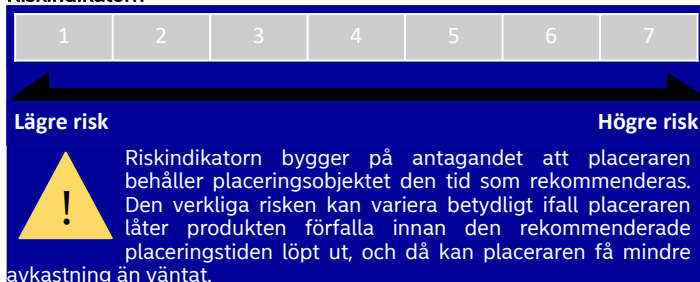 Riskindikatorn
1 2 3 4 5 6 7
Lägre risk Högre risk
! Riskindikatorn bygger på antagandet att placeraren
behåller placeringsobjektet den tid som rekommenderas.
Den verkliga risken kan variera betydligt ifall placeraren
låter produkten förfalla innan den rekommenderade
placeringstiden löpt ut, och då kan placeraren få mindre
avkastning än väntat.